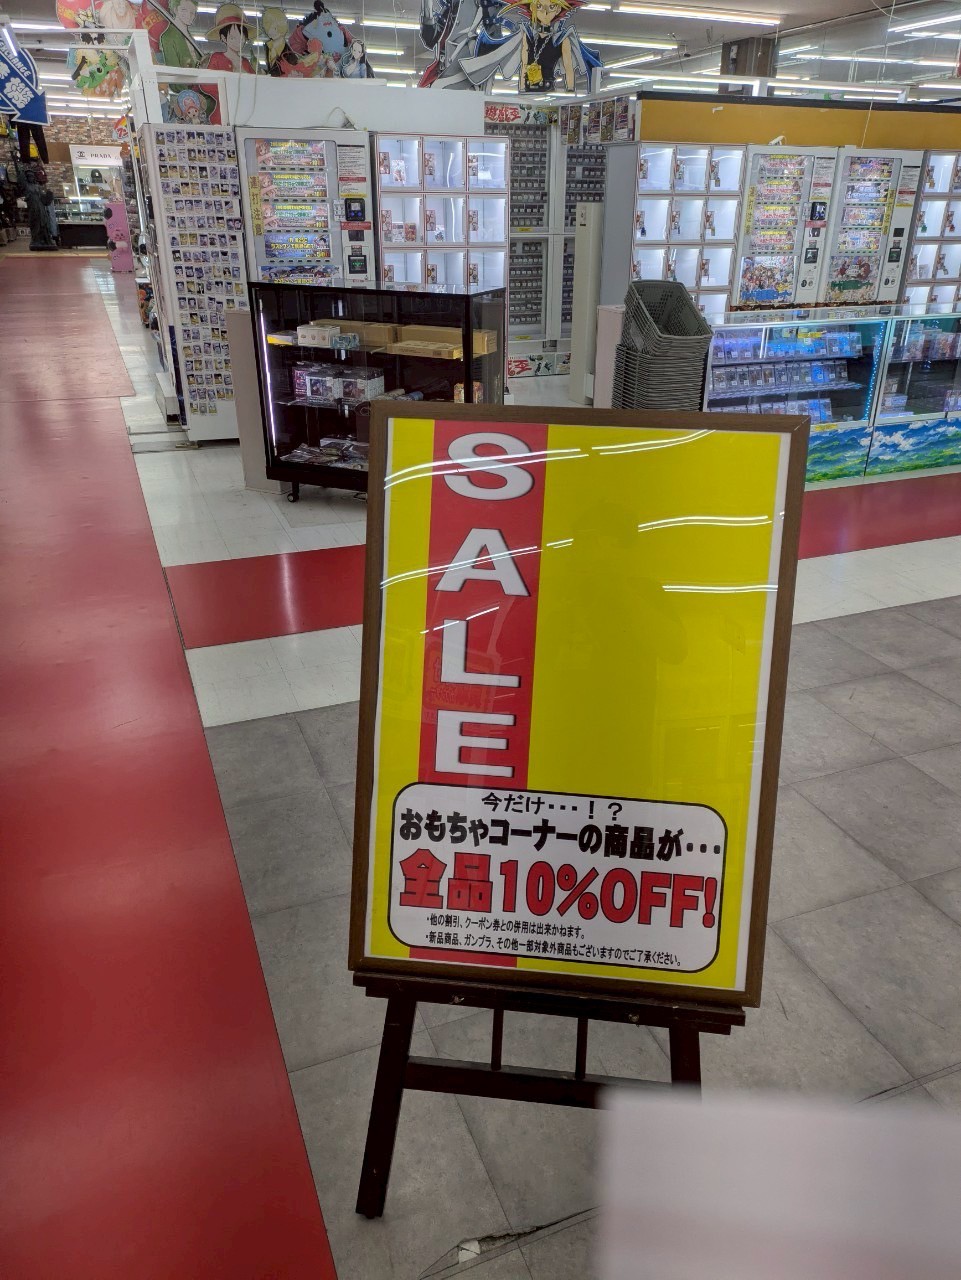 PRADA
遊戯王
SALE
今だけ・・・！？
おもちゃコーナーの商品が・・・
全品10%OFF!
・他の割引、クーポン券との併用は出来かねます。
・新品商品、ガンプラ、その他一部対象外商品もございますのでご了承ください。